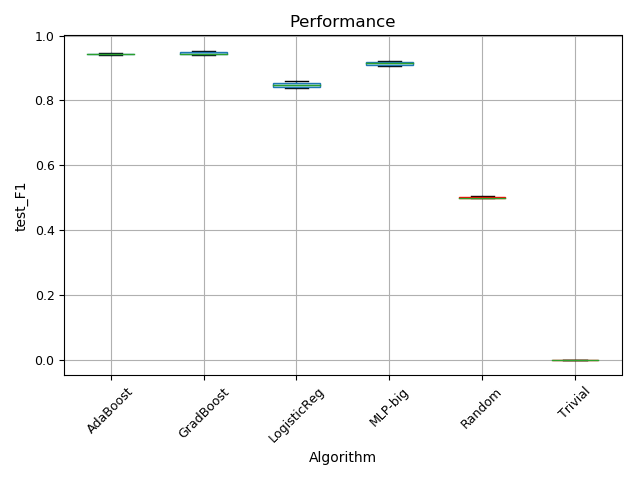 Performance
1.0
0.8
0.6
0.4
0.2
0.0
test_F1
AdaBoost
GradBoost
LogisticReg
MLP-big
Random
Trivial
Algorithm